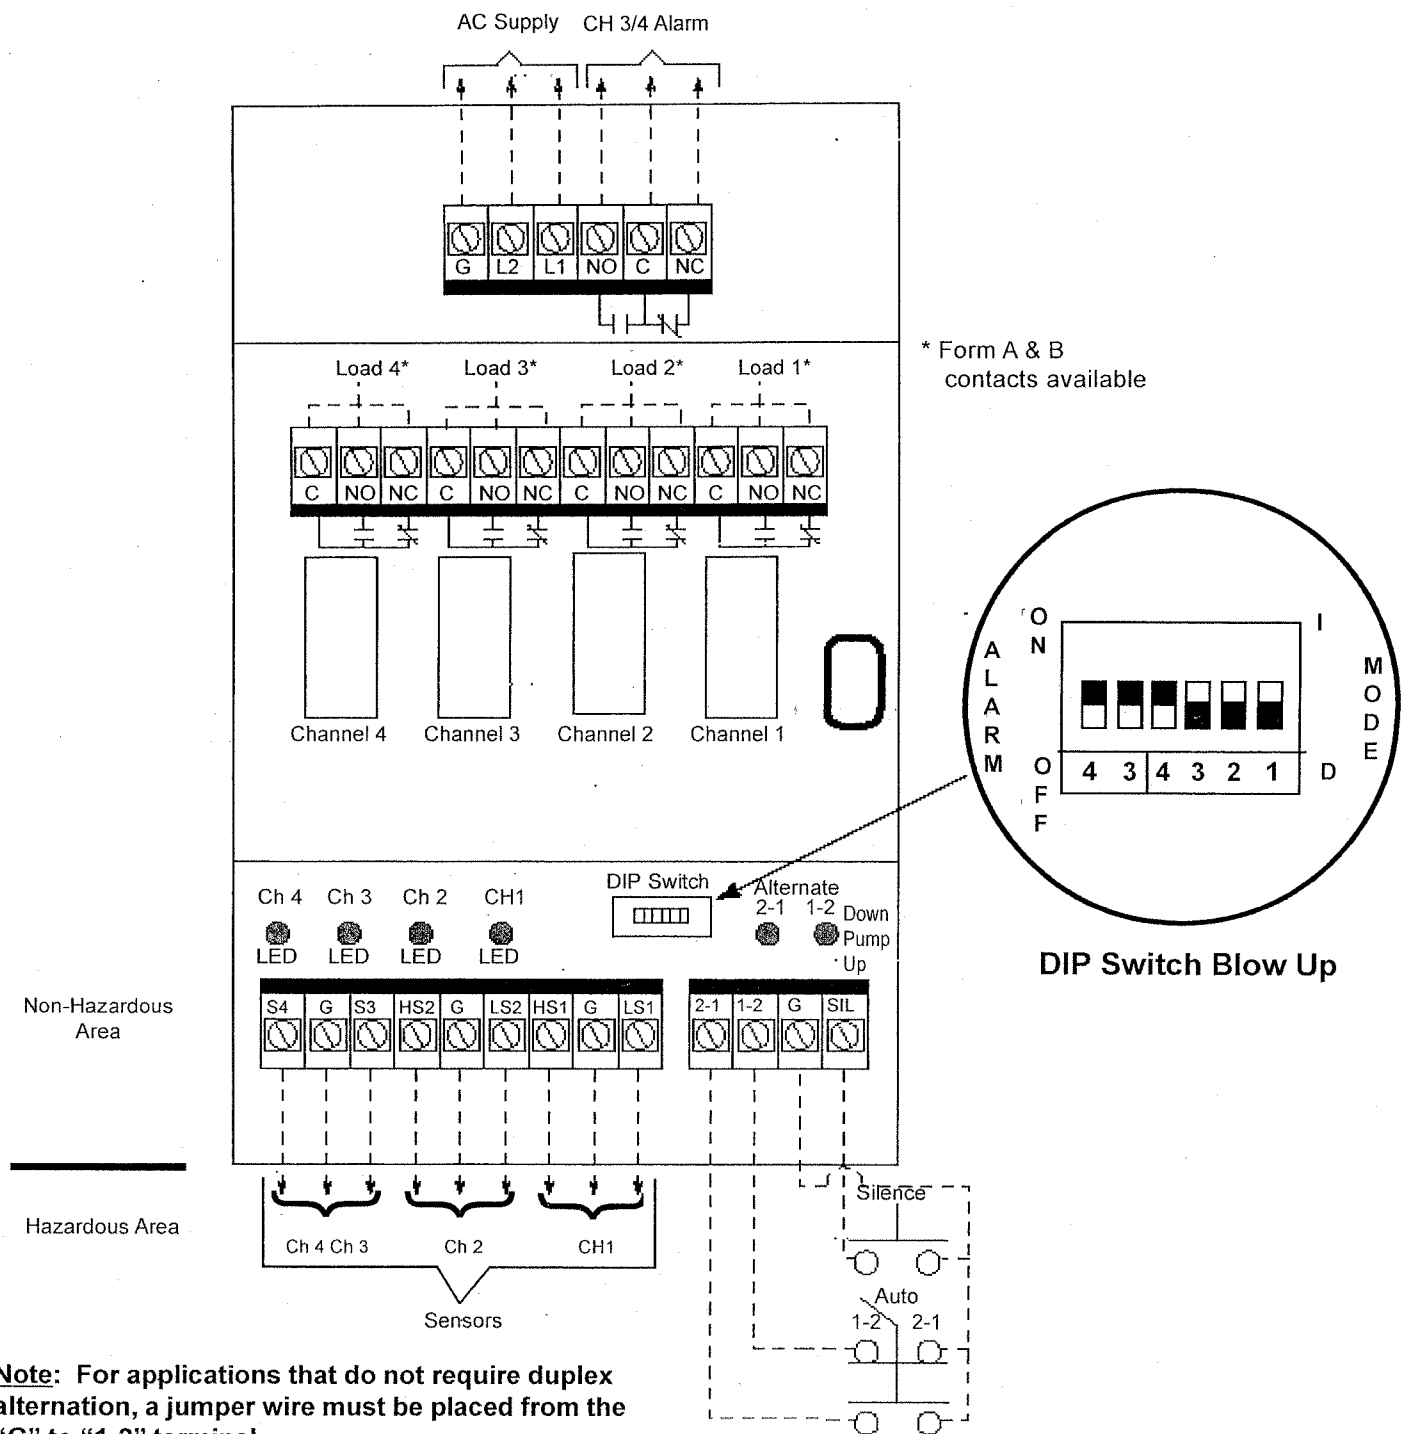 AC Supply CH 3/4 Alarm
G L2 L1 NO C NC
* Form A & B
contacts available
Load 4* Load 3* Load 2* Load 1*
C NO NC C NO NC C NO NC C NO NC
Channel 4 Channel 3 Channel 2 Channel 1
ALARM
ON
OFF
4 3 4 3 2 1
I
D
MODE
DIP Switch Blow Up
Ch 4 Ch 3 Ch 2 CH1
LED LED LED LED
DIP Switch
Alternate
2-1 1-2
Down
Pump
Up
S4 G S3 HS2 G LS2 HS1 G LS1
2-1 1-2 G SIL
Non-Hazardous
Area
Hazardous Area
Ch 4 Ch 3 Ch 2 CH1
Sensors
Silence
Auto
1-2 2-1
Note: For applications that do not require duplex
alternation, a jumper wire must be placed from the
"G" to "1-2" terminal